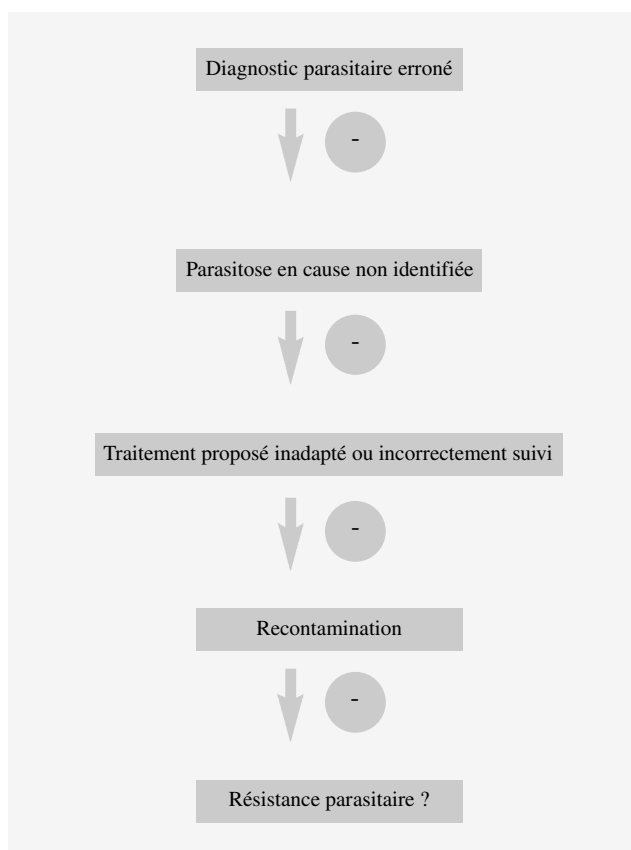 Diagnostic parasitaire erroné
-
Parasitose en cause non identifiée
-
Traitement proposé inadapté ou incorrectement suivi
-
Recontamination
-
Résistance parasitaire ?